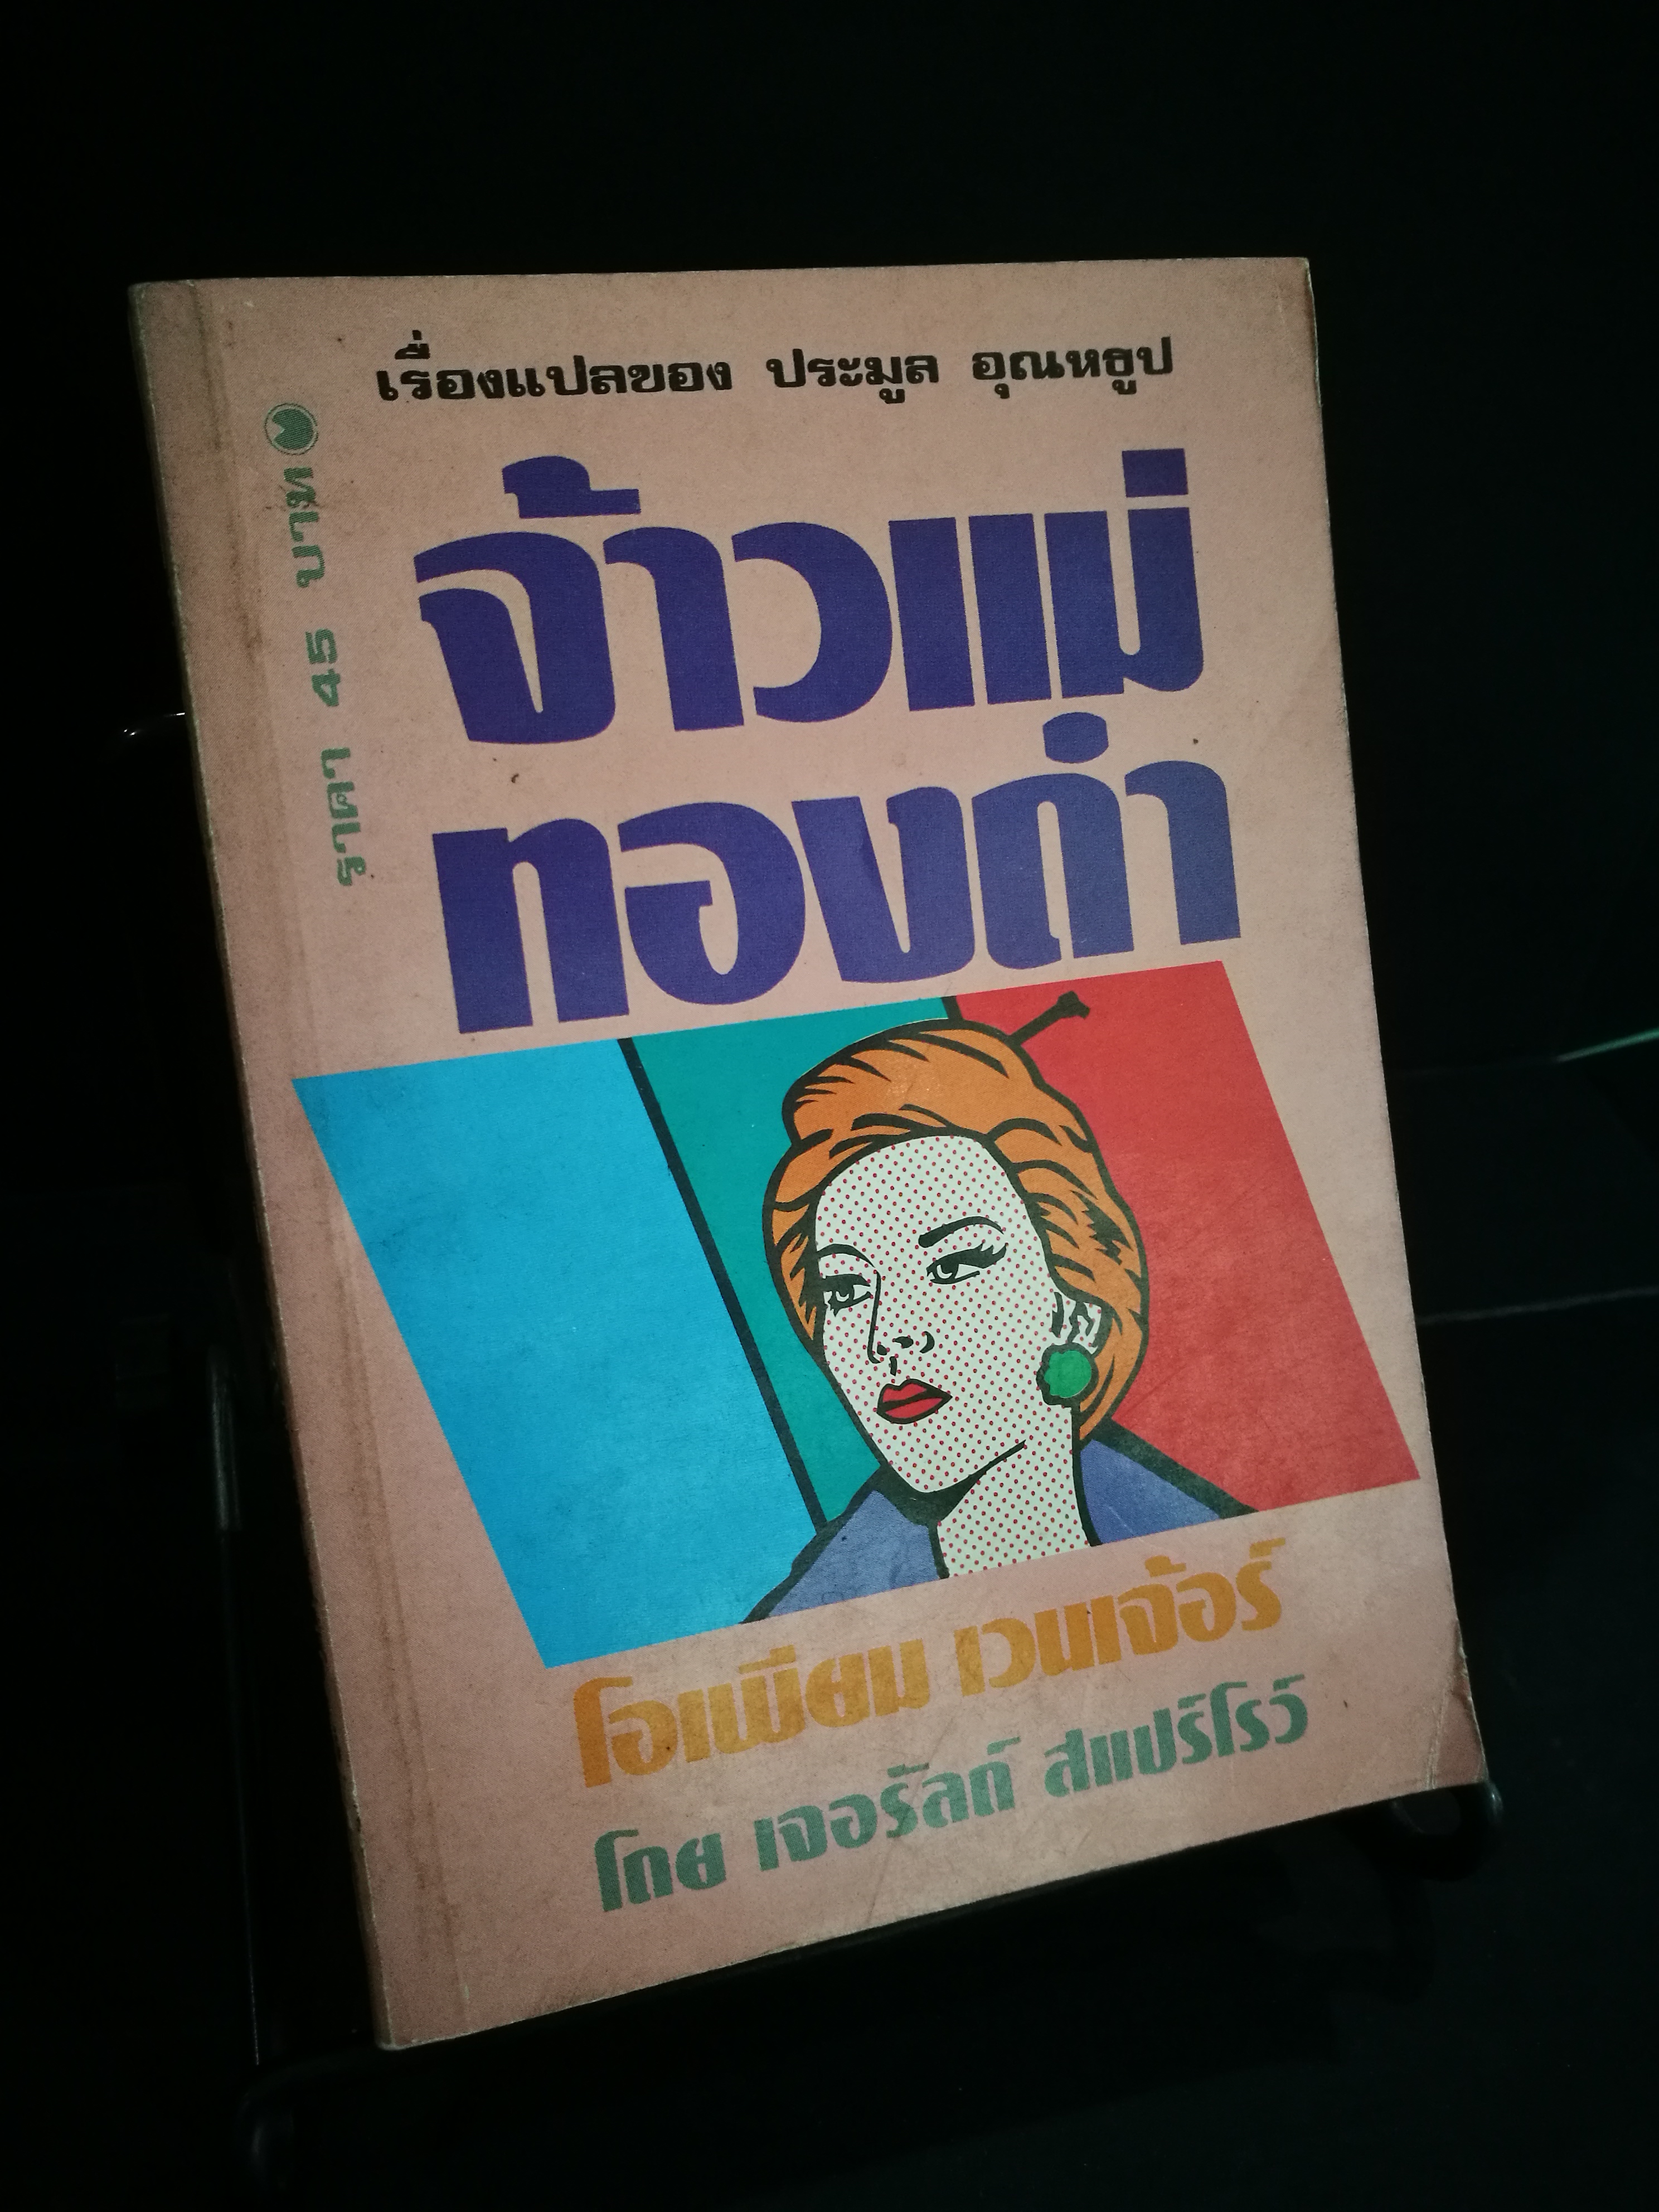 เรื่องแปลของ ประมูล อุณหธูป
จ้าวแม่
ทองดำ
ราคา 45 บาท
โอเพียม เวนเจ้อร์
โดย เจอรัลด์ สแปร์โรว์